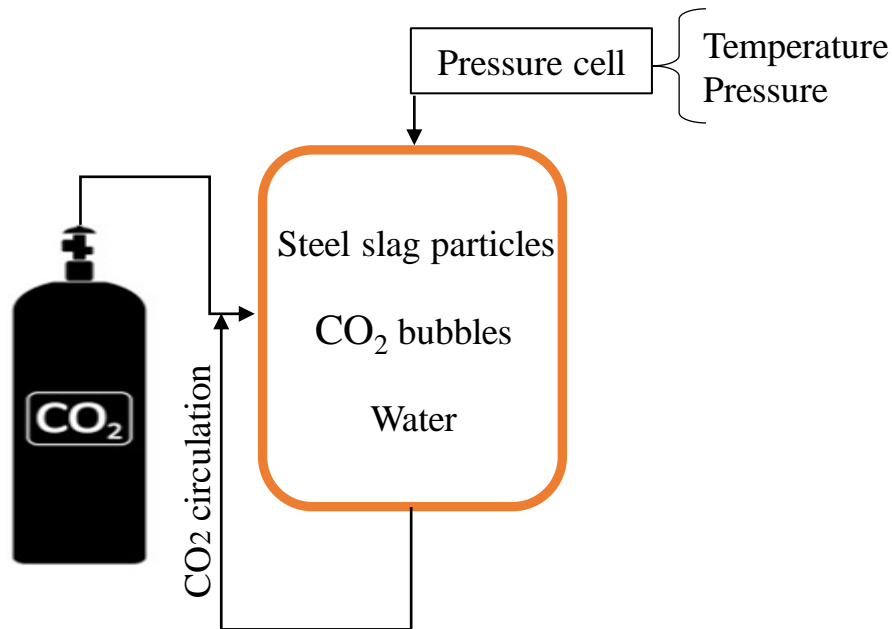 Pressure cell
Temperature
Pressure
Steel slag particles
CO₂ bubbles
Water
CO₂
CO2 circulation